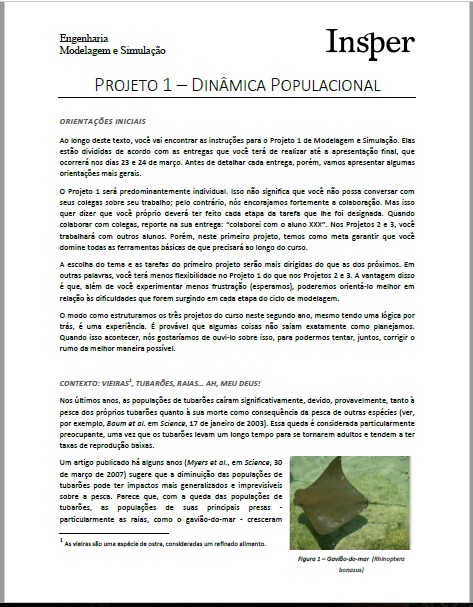 Engenharia
Modelagem e Simulação
Insper
PROJETO 1 – DINÂMICA POPULACIONAL
ORIENTAÇÕES INICIAIS
Ao longo deste texto, você vai encontrar as instruções para o Projeto 1 de Modelagem e Simulação. Elas
estão divididas de acordo com as entregas que você terá de realizar até a apresentação final, que
ocorrerá nos dias 23 e 24 de março. Antes de detalhar cada entrega, porém, vamos apresentar algumas
orientações mais gerais.
O Projeto 1 será predominantemente individual. Isso não significa que você não possa conversar com
seus colegas sobre seu trabalho; pelo contrário, nós encorajamos fortemente a colaboração. Mas isso
quer dizer que você próprio deverá ter feito cada etapa da tarefa que lhe foi designada. Quando
colaborar com colegas, reporte na sua entrega: "colaborei com o aluno XXX". Nos Projetos 2 e 3, você
trabalhará com outros alunos. Porém, neste primeiro projeto, temos como meta garantir que você
domine todas as ferramentas básicas de que precisará ao longo do curso.
A escolha do tema e as tarefas do primeiro projeto serão mais dirigidas do que as dos próximos. Em
outras palavras, você terá menos flexibilidade no Projeto 1 do que nos Projetos 2 e 3. A vantagem disso
é que, além de você experimentar menos frustração (esperamos), poderemos orientá-lo melhor em
relação às dificuldades que forem surgindo em cada etapa do ciclo de modelagem.
O modo como estruturamos os três projetos do curso neste segundo ano, mesmo tendo uma lógica por
trás, é uma experiência. É provável que algumas coisas não saiam exatamente como planejamos.
Quando isso acontecer, nós gostaríamos de ouvi-lo sobre isso, para podermos tentar, juntos, corrigir o
rumo da melhor maneira possível.
CONTEXTO: VIEIRAS¹, TUBARÕES, RAIAS... AH, MEU DEUS!
Nos últimos anos, as populações de tubarões caíram significativamente, devido, provavelmente, tanto à
pesca dos próprios tubarões quanto à sua morte como consequência da pesca de outras espécies (ver,
por exemplo, Baum et al. em Science, 17 de janeiro de 2003). Essa queda é considerada particularmente
preocupante, uma vez que os tubarões levam um longo tempo para se tornarem adultos e tendem a ter
taxas de reprodução baixas.
Um artigo publicado há alguns anos (Myers et al., em Science, 30
de março de 2007) sugere que a diminuição das populações de
tubarões pode ter impactos mais generalizados e imprevisíveis
sobre a pesca. Parece que, com a queda das populações de
tubarões, as populações de suas principais presas -
particularmente as raias, como o gavião-do-mar - cresceram
¹ As vieiras são uma espécie de ostra, consideradas um refinado alimento.
Figura 1 – Gavião-do-mar (Rhinoptera
bonasus)